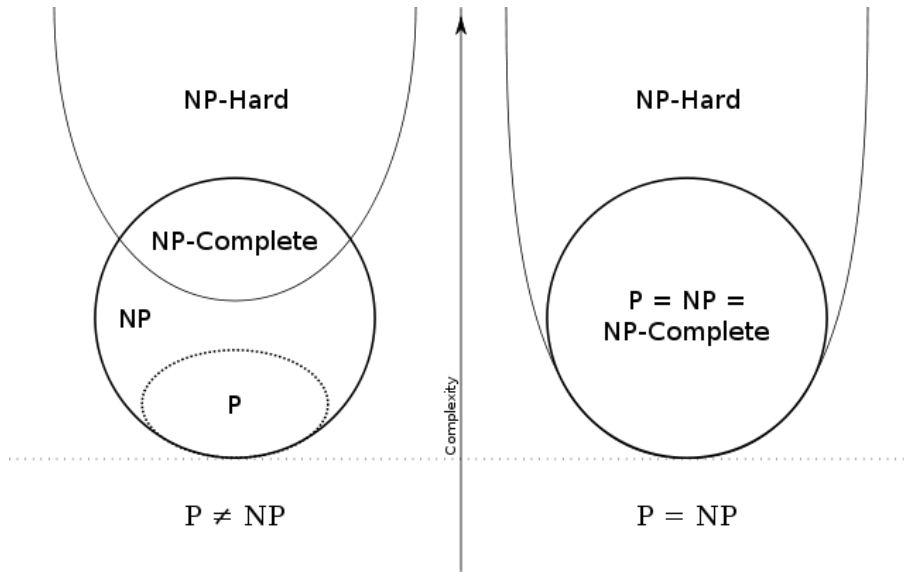 NP-Hard
NP-Complete
NP
P
P ≠ NP
Complexity
NP-Hard
P = NP =
NP-Complete
P = NP